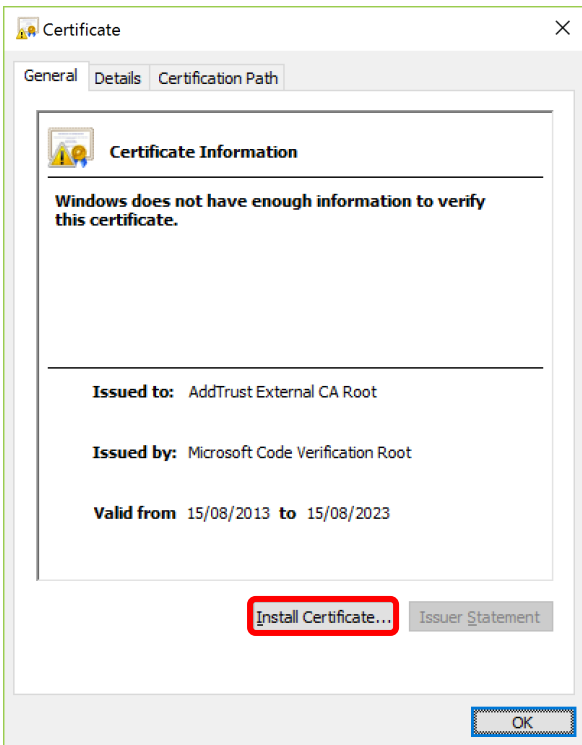 Certificate
General Details Certification Path
Certificate Information
Windows does not have enough information to verify
this certificate.
Issued to: AddTrust External CA Root
Issued by: Microsoft Code Verification Root
Valid from 15/08/2013 to 15/08/2023
Install Certificate... Issuer Statement
OK